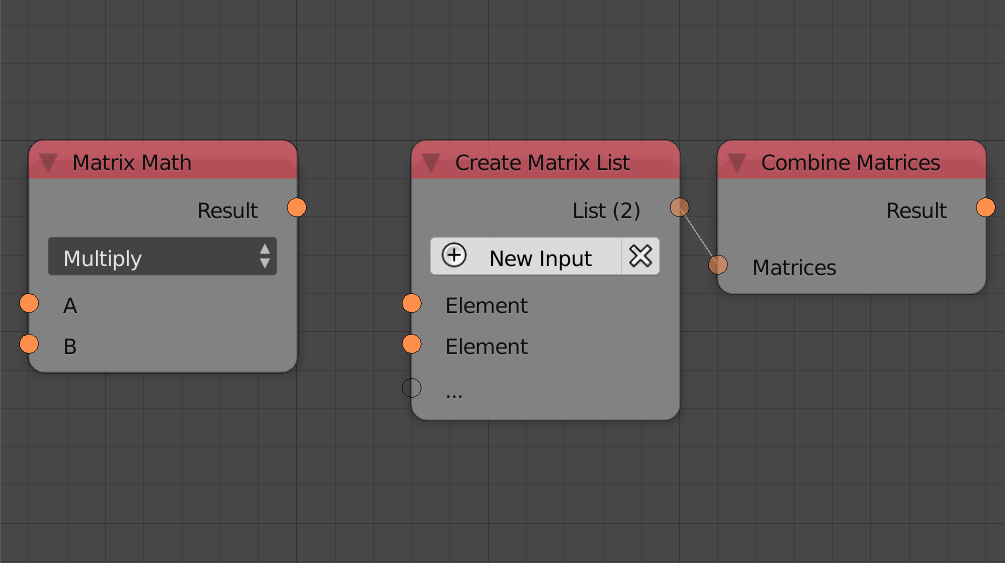 Matrix Math
Result
Multiply
A
B
Create Matrix List
List (2)
New Input
Element
Element
...
Combine Matrices
Result
Matrices